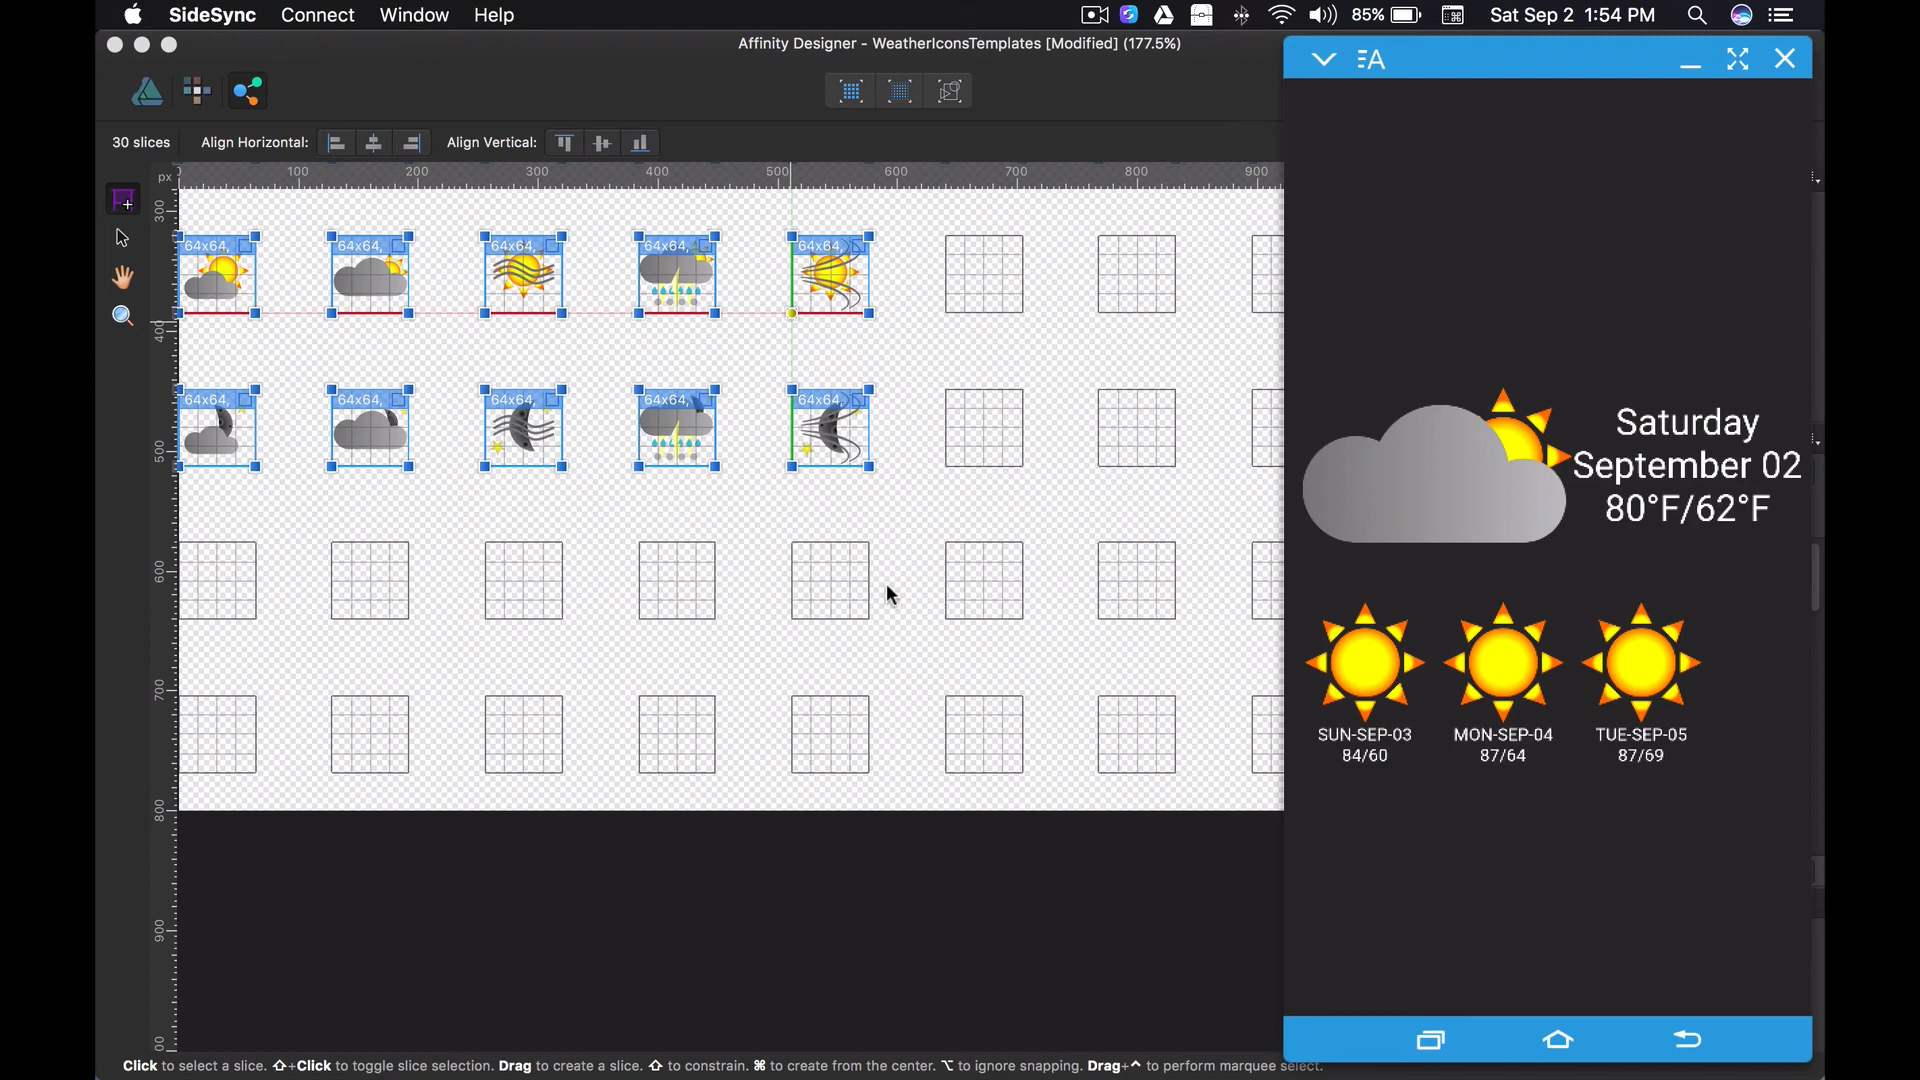 SideSync Connect Window Help 85% Sat Sep 2 1:54 PM
Affinity Designer - WeatherIconsTemplates [Modified] (177.5%)
30 slices Align Horizontal: Align Vertical:
px 100 200 300 400 500 600 700 800 900
300
64x64, 64x64, 64x64, 64x64, 64x64,
400
64x64, 64x64, 64x64, 64x64, 64x64,
500
600
700
800
900
00
A
Saturday
September 02
80°F/62°F
SUN-SEP-03 MON-SEP-04 TUE-SEP-05
84/60 87/64 87/69
Click to select a slice. ⇧+Click to toggle slice selection. Drag to create a slice. ⇧ to constrain. ⌘ to create from the center. ⌥ to ignore snapping. Drag+^ to perform marquee select.